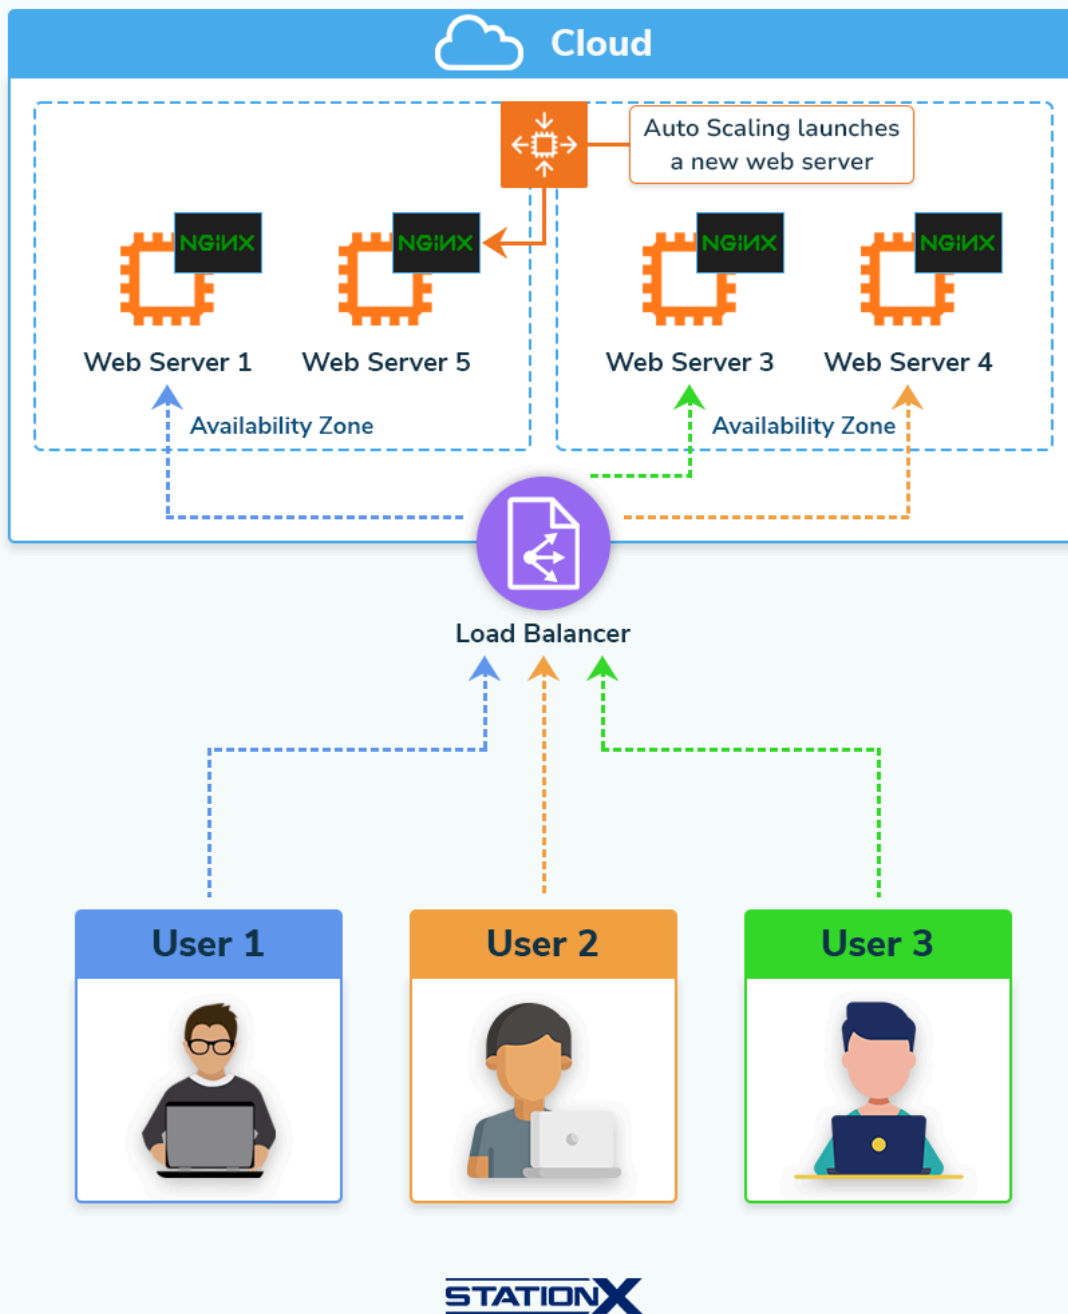 Cloud
Auto Scaling launches
a new web server
NGINX
NGINX
NGINX
NGINX
Web Server 1
Web Server 5
Web Server 3
Web Server 4
Availability Zone
Availability Zone
Load Balancer
User 1
User 2
User 3
STATIONX